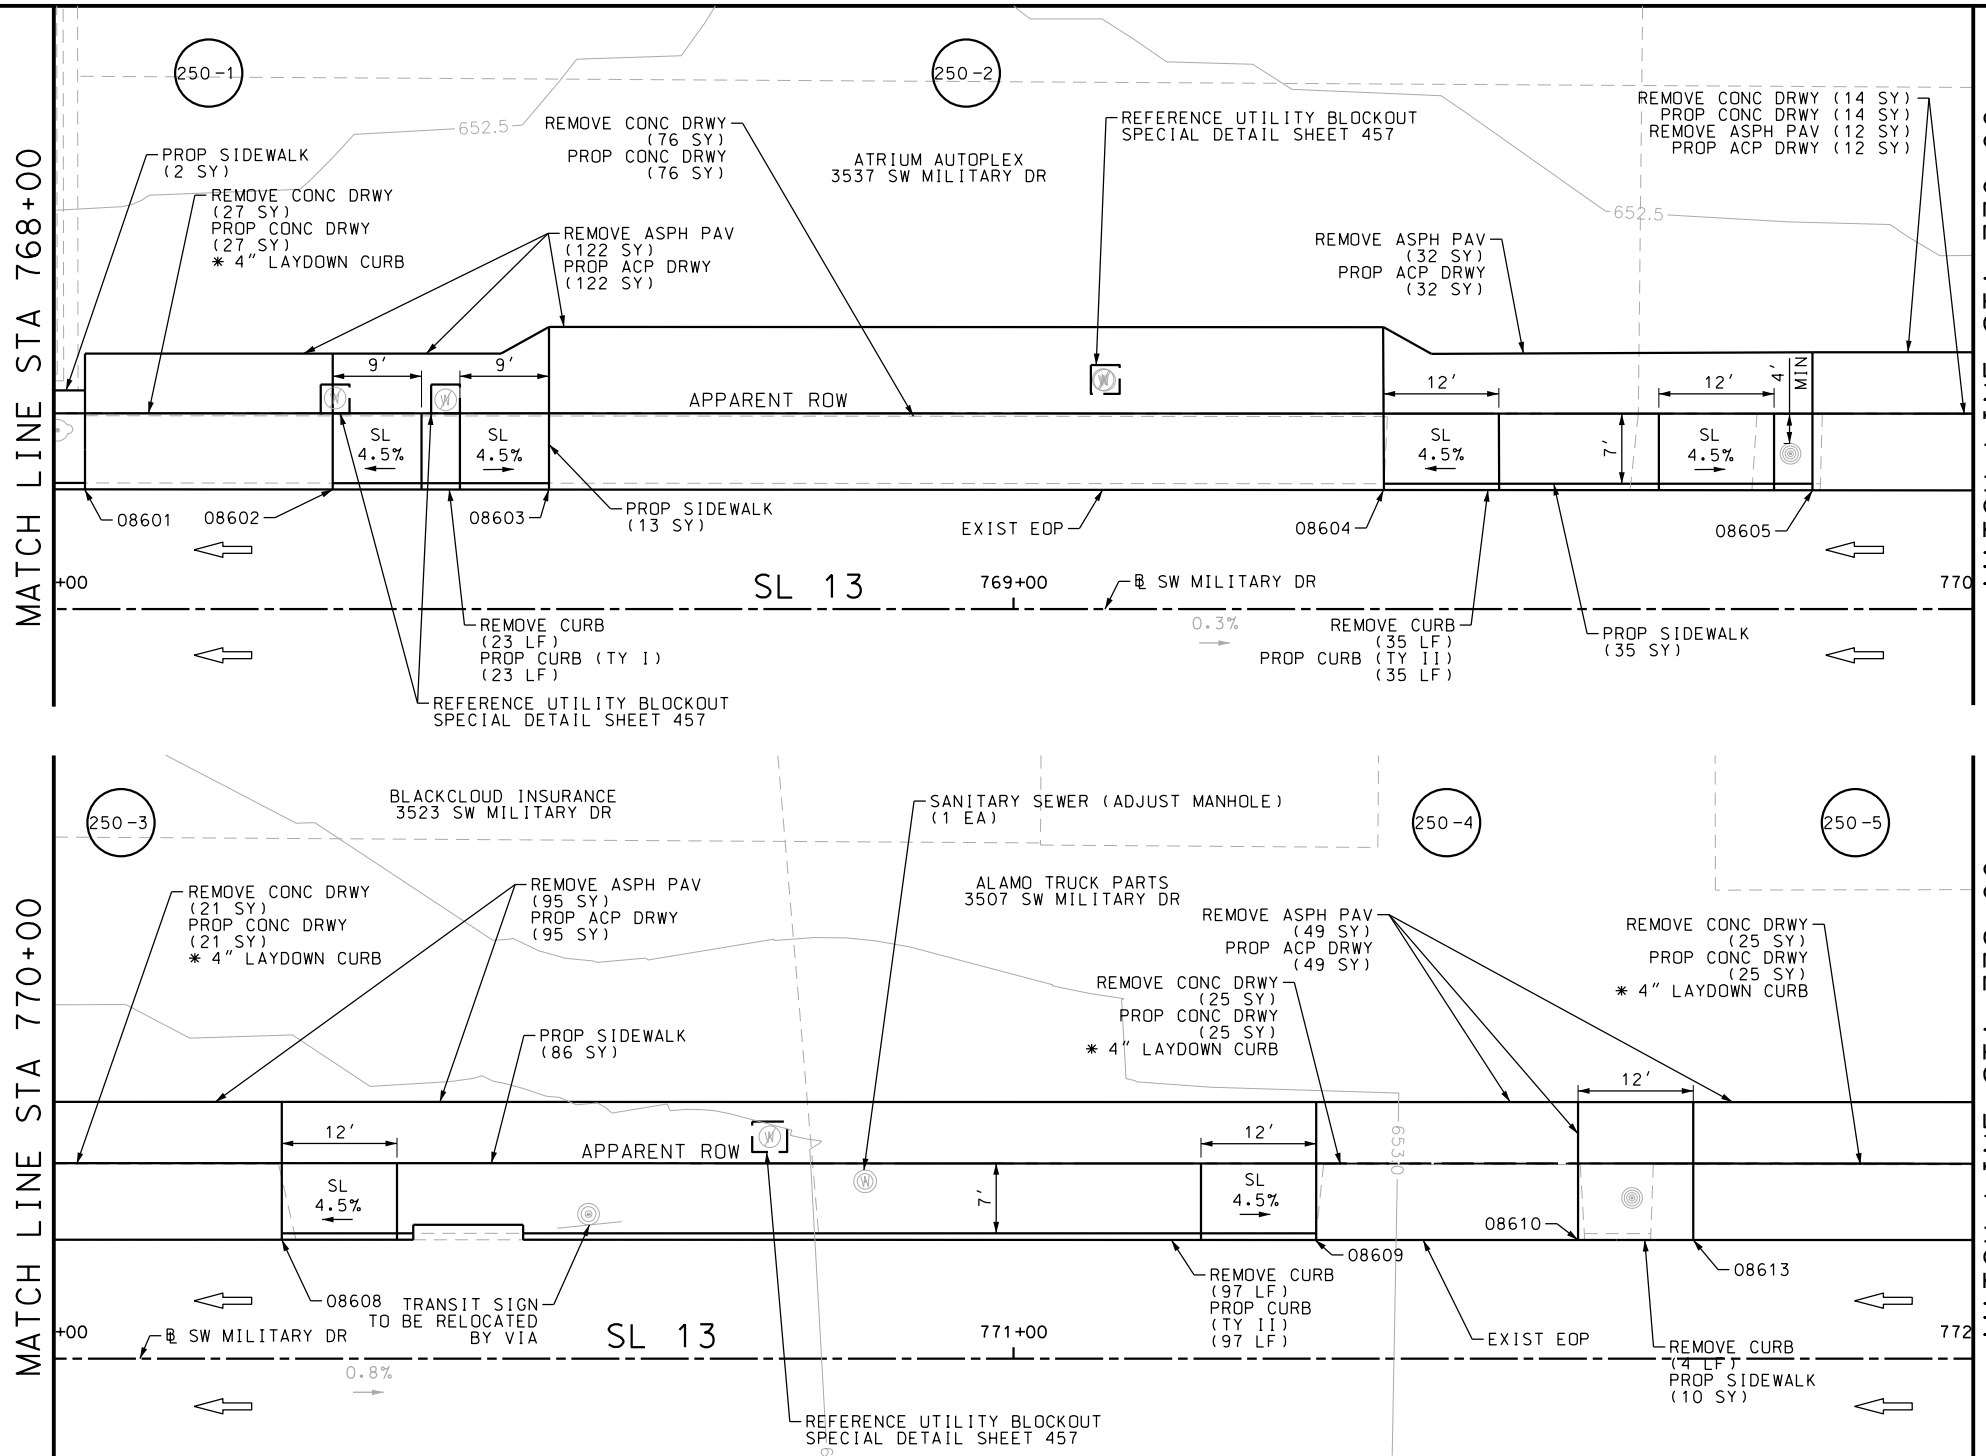 MATCH LINE STA 768+00
250-1
250-2
652.5
PROP SIDEWALK
(2 SY)
REMOVE CONC DRWY
(27 SY)
PROP CONC DRWY
(27 SY)
* 4" LAYDOWN CURB
REMOVE CONC DRWY
(76 SY)
PROP CONC DRWY
(76 SY)
REMOVE ASPH PAV
(122 SY)
PROP ACP DRWY
(122 SY)
ATRIUM AUTOPLEX
3537 SW MILITARY DR
REFERENCE UTILITY BLOCKOUT
SPECIAL DETAIL SHEET 457
REMOVE CONC DRWY (14 SY)
PROP CONC DRWY (14 SY)
REMOVE ASPH PAV (12 SY)
PROP ACP DRWY (12 SY)
652.5
REMOVE ASPH PAV
(32 SY)
PROP ACP DRWY
(32 SY)
9'
9'
W
W
W
APPARENT ROW
12'
12'
4'
MIN
SL
4.5%
SL
4.5%
SL
4.5%
7'
SL
4.5%
08601
08602
08603
PROP SIDEWALK
(13 SY)
EXIST EOP
08604
08605
+00
SL 13
769+00
BL SW MILITARY DR
770
0.3%
REMOVE CURB
(23 LF)
PROP CURB (TY I)
(23 LF)
REMOVE CURB
(35 LF)
PROP CURB (TY II)
(35 LF)
PROP SIDEWALK
(35 SY)
REFERENCE UTILITY BLOCKOUT
SPECIAL DETAIL SHEET 457
MATCH LINE STA 770+00
250-3
250-4
250-5
BLACKCLOUD INSURANCE
3523 SW MILITARY DR
SANITARY SEWER (ADJUST MANHOLE)
(1 EA)
REMOVE CONC DRWY
(21 SY)
PROP CONC DRWY
(21 SY)
* 4" LAYDOWN CURB
REMOVE ASPH PAV
(95 SY)
PROP ACP DRWY
(95 SY)
ALAMO TRUCK PARTS
3507 SW MILITARY DR
REMOVE ASPH PAV
(49 SY)
PROP ACP DRWY
(49 SY)
REMOVE CONC DRWY
(25 SY)
PROP CONC DRWY
(25 SY)
* 4" LAYDOWN CURB
REMOVE CONC DRWY
(25 SY)
PROP CONC DRWY
(25 SY)
* 4" LAYDOWN CURB
PROP SIDEWALK
(86 SY)
12'
APPARENT ROW
W
W
12'
653.0
12'
SL
4.5%
7'
SL
4.5%
08608
TRANSIT SIGN
TO BE RELOCATED
BY VIA
08609
08610
08613
REMOVE CURB
(97 LF)
PROP CURB
(TY II)
(97 LF)
EXIST EOP
+00
BL SW MILITARY DR
SL 13
771+00
772
0.8%
REMOVE CURB
(4 LF)
PROP SIDEWALK
(10 SY)
REFERENCE UTILITY BLOCKOUT
SPECIAL DETAIL SHEET 457